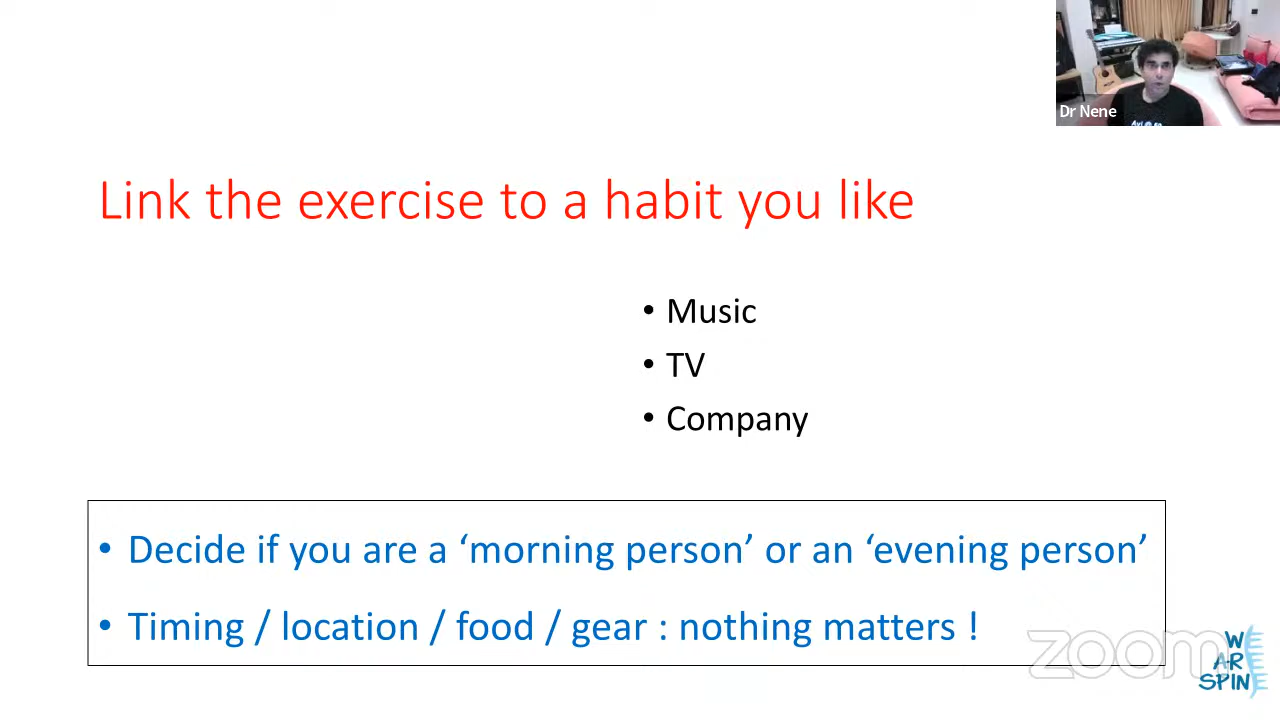 Dr Nene
Link the exercise to a habit you like
• Music
• TV
• Company
• Decide if you are a ‘morning person’ or an ‘evening person’
• Timing / location / food / gear : nothing matters !
zoom
WE
ARE
SPINE